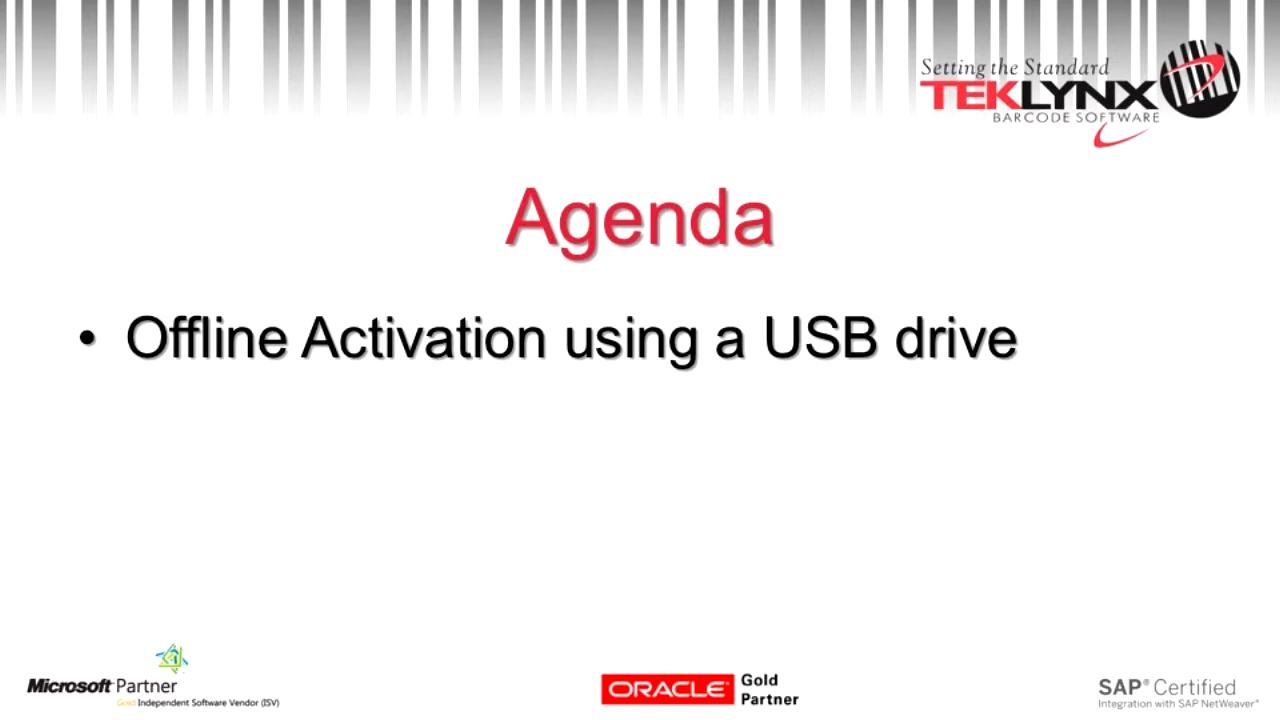 Setting the Standard
TEKLYNX
BARCODE SOFTWARE
Agenda
• Offline Activation using a USB drive
Microsoft Partner
Gold Independent Software Vendor (ISV)
ORACLE Gold
Partner
SAP® Certified
Integration with SAP NetWeaver®